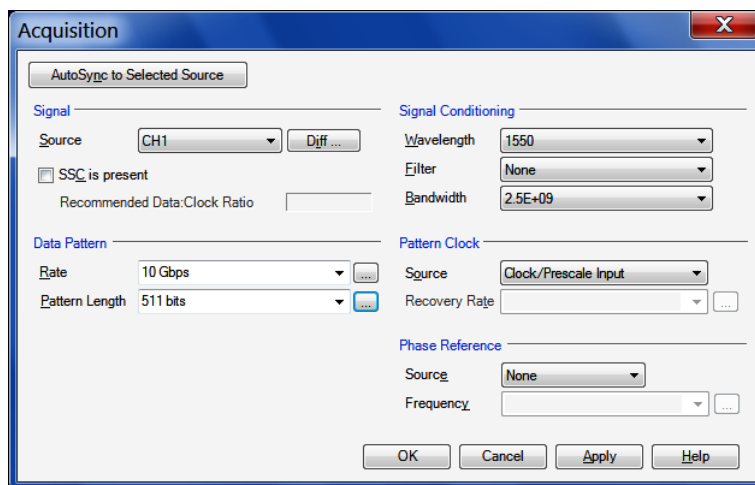 Acquisition
X
AutoSync to Selected Source
Signal
Source CH1 Diff ...
SSC is present
Recommended Data:Clock Ratio
Signal Conditioning
Wavelength 1550
Filter None
Bandwidth 2.5E+09
Data Pattern
Rate 10 Gbps ...
Pattern Length 511 bits ...
Pattern Clock
Source Clock/Prescale Input
Recovery Rate ...
Phase Reference
Source None
Frequency ...
OK Cancel Apply Help